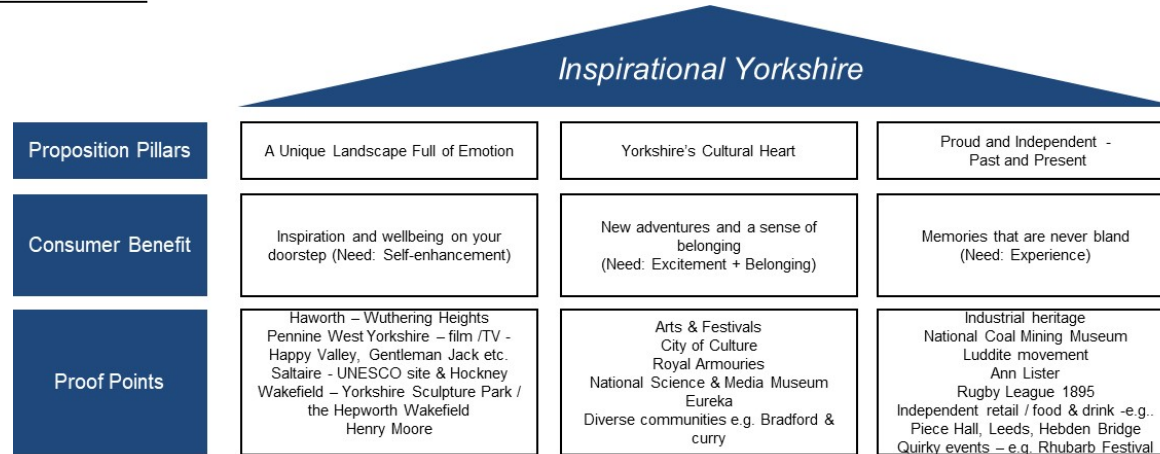 Inspirational Yorkshire
Proposition Pillars
A Unique Landscape Full of Emotion
Yorkshire's Cultural Heart
Proud and Independent -
Past and Present
Consumer Benefit
Inspiration and wellbeing on your
doorstep (Need: Self-enhancement)
New adventures and a sense of
belonging
(Need: Excitement + Belonging)
Memories that are never bland
(Need: Experience)
Proof Points
Haworth – Wuthering Heights
Pennine West Yorkshire – film /TV -
Happy Valley, Gentleman Jack etc.
Saltaire - UNESCO site & Hockney
Wakefield – Yorkshire Sculpture Park /
the Hepworth Wakefield
Henry Moore
Arts & Festivals
City of Culture
Royal Armouries
National Science & Media Museum
Eureka
Diverse communities e.g. Bradford &
curry
Industrial heritage
National Coal Mining Museum
Luddite movement
Ann Lister
Rugby League 1895
Independent retail / food & drink -e.g..
Piece Hall, Leeds, Hebden Bridge
Quirky events – e.g. Rhubarb Festival